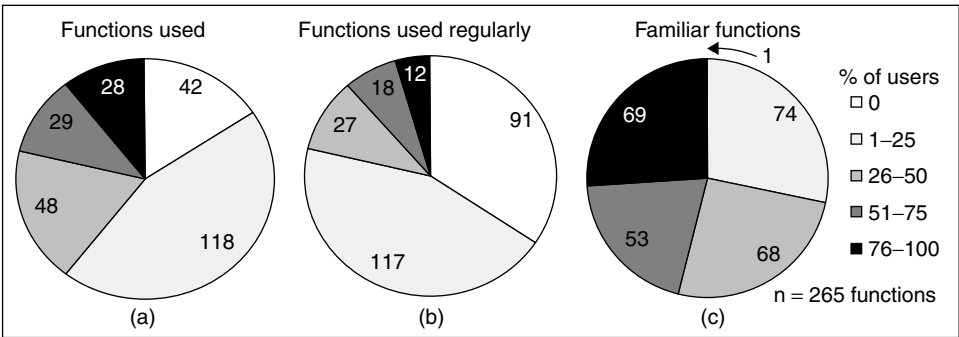 Functions used
42
118
48
29
28
(a)
Functions used regularly
91
117
27
18
12
(b)
Familiar functions
1
74
68
53
69
(c)
% of users
0
1–25
26–50
51–75
76–100
n = 265 functions